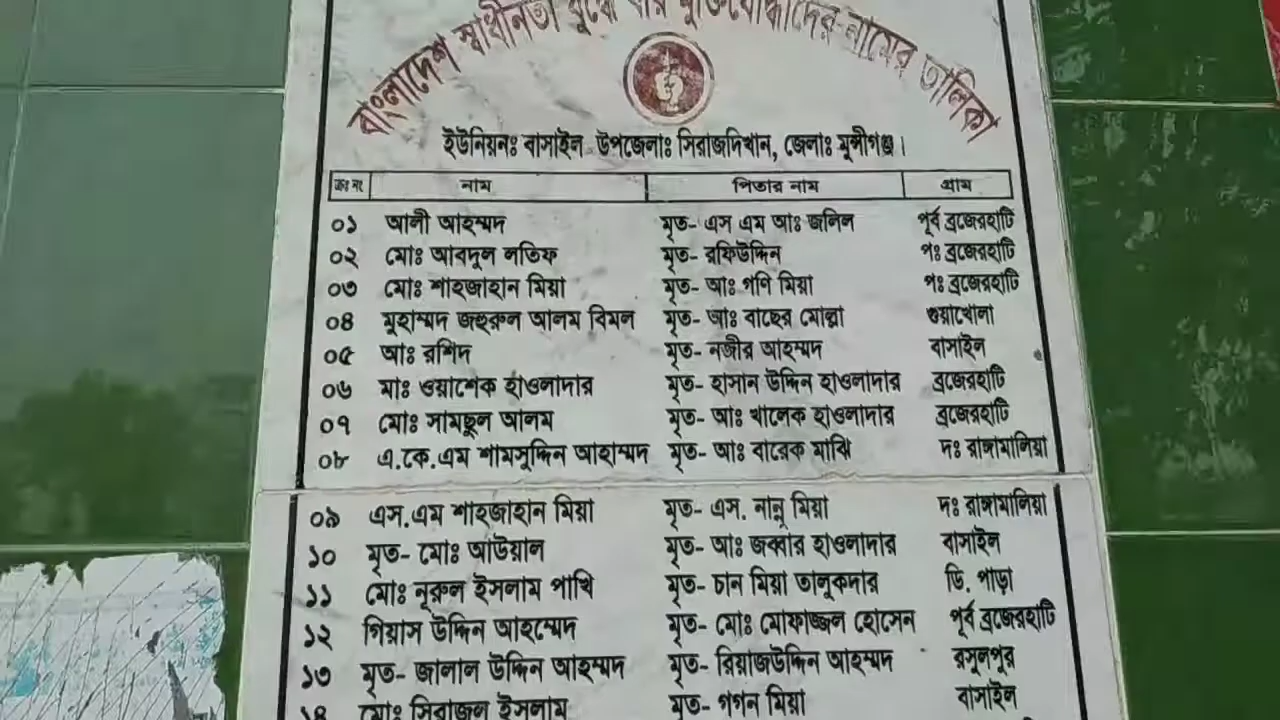 বাংলাদেশ স্বাধীনতা যুদ্ধে বীর মুক্তিযোদ্ধাদের নামের তালিকা
ইউনিয়নঃ বাসাইল উপজেলাঃ সিরাজদিখান, জেলাঃ মুন্সীগঞ্জ।
ক্রঃ নং নাম পিতার নাম গ্রাম
০১ আলী আহম্মদ মৃত- এস এম আঃ জলিল পূর্ব ব্রজেরহাটি
০২ মোঃ আবদুল লতিফ মৃত- রফিউদ্দিন পঃ ব্রজেরহাটি
০৩ মোঃ শাহজাহান মিয়া মৃত- আঃ গণি মিয়া পঃ ব্রজেরহাটি
০৪ মুহাম্মদ জহুরুল আলম বিমল মৃত- আঃ বাছের মোল্লা গুয়াখোলা
০৫ আঃ রশিদ মৃত- নজীর আহম্মদ বাসাইল
০৬ মাঃ ওয়াশেক হাওলাদার মৃত- হাসান উদ্দিন হাওলাদার ব্রজেরহাটি
০৭ মোঃ সামছুল আলম মৃত- আঃ খালেক হাওলাদার ব্রজেরহাটি
০৮ এ.কে.এম শামসুদ্দিন আহাম্মদ মৃত- আঃ বারেক মাঝি দঃ রাঙ্গামালিয়া
০৯ এস.এম শাহজাহান মিয়া মৃত- এস. নান্নু মিয়া দঃ রাঙ্গামালিয়া
১০ মৃত- মোঃ আউয়াল মৃত- আঃ জব্বার হাওলাদার বাসাইল
১১ মোঃ নূরুল ইসলাম পাখি মৃত- চান মিয়া তালুকদার ডি. পাড়া
১২ গিয়াস উদ্দিন আহম্মেদ মৃত- মোঃ মোফাজ্জল হোসেন পূর্ব ব্রজেরহাটি
১৩ মৃত- জালাল উদ্দিন আহম্মদ মৃত- রিয়াজউদ্দিন আহম্মদ রসুলপুর
১৪ মোঃ সিরাজুল ইসলাম মৃত- গগন মিয়া বাসাইল